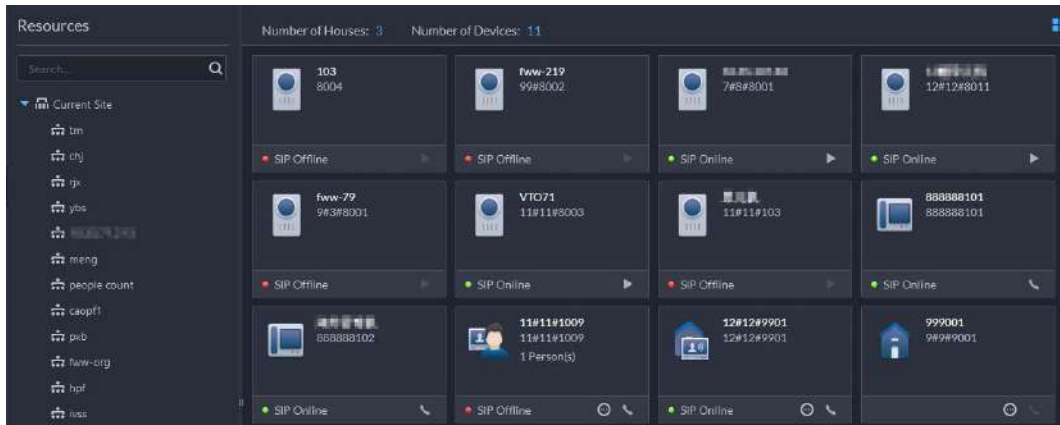 Resources
Search...
Current Site
tm
chj
rjx
ybs
meng
people count
caopf1
pxb
fww-org
hpf
ivss
Number of Houses: 3 Number of Devices: 11
103
8004
SIP Offline
fww-219
99#8002
SIP Offline
7#8#8001
SIP Online
12#12#8011
SIP Online
fww-79
9#3#8001
SIP Offline
VTO71
11#11#8003
SIP Online
11#11#103
SIP Offline
888888101
888888101
SIP Online
888888102
SIP Online
11#11#1009
11#11#1009
1 Person(s)
SIP Offline
12#12#9901
12#12#9901
SIP Online
999001
9#9#9001